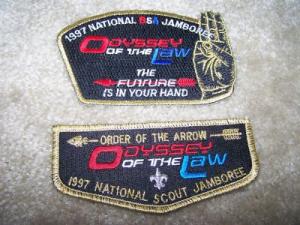 1997 NATIONAL BSA JAMBOREE
ODYSSEY
OF THE LAW
THE
FUTURE
IS IN YOUR HAND
ORDER OF THE ARROW
ODYSSEY
OF THE LAW
1997 NATIONAL SCOUT JAMBOREE